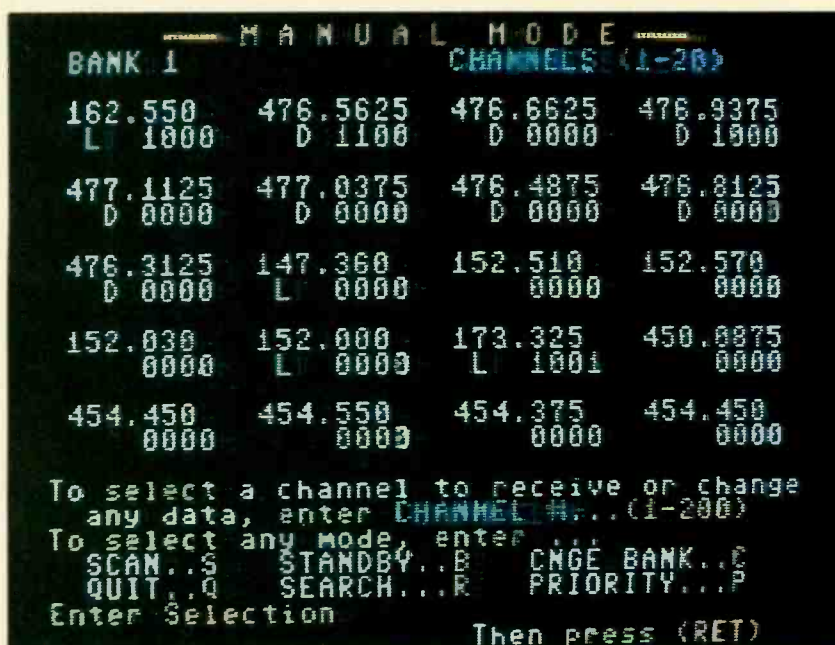 MANUAL MODE
BANK 1 CHANNELS (1-20)
162.550 476.5625 476.6625 476.9375
L 1000 D 1100 D 0000 D 1000
477.1125 477.0375 476.4875 476.8125
D 0000 D 0000 D 0000 D 0000
476.3125 147.360 152.510 152.570
D 0000 L 0000 0000 0000
152.030 152.080 173.325 450.0875
0000 L 0000 L 1001 0000
454.450 454.550 454.375 454.450
0000 0000 0000 0000
To select a channel to receive or change
any data, enter CHANNEL #...(1-200)
To select any mode, enter ...
SCAN..S STANDBY..B CNGE BANK..C
QUIT..Q SEARCH...R PRIORITY...P
Enter Selection
Then press (RET)